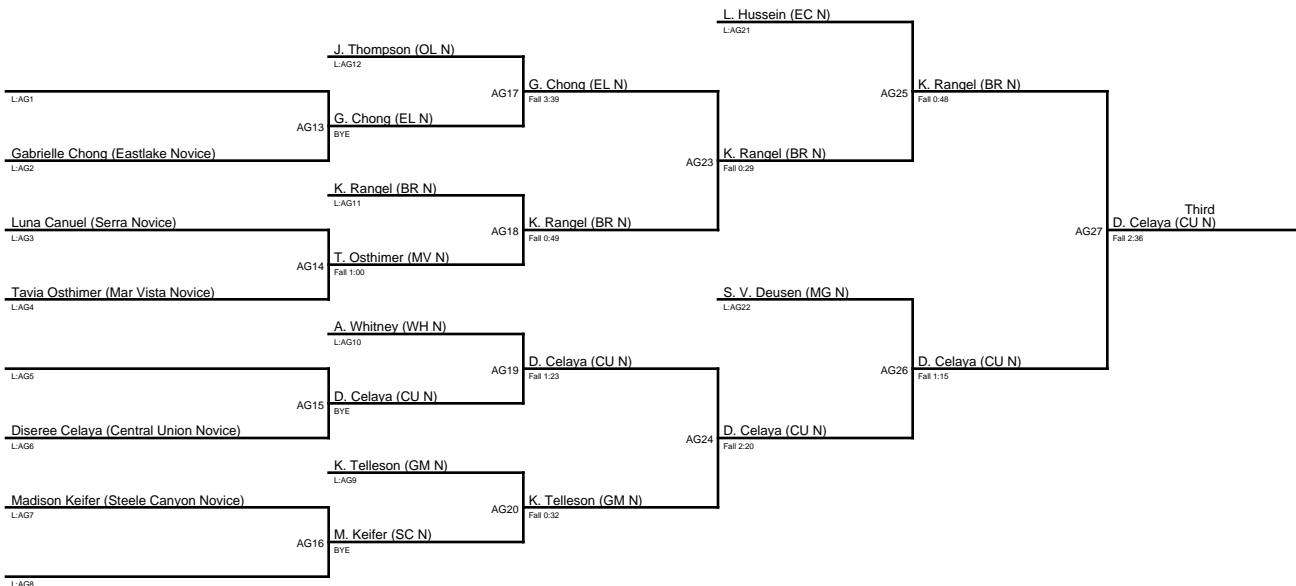 L. Hussein (EC N)
L:AG21
J. Thompson (OL N)
L:AG12
AG17
G. Chong (EL N)
Fall 3:39
AG25
K. Rangel (BR N)
Fall 0:48
L:AG1
AG13
G. Chong (EL N)
BYE
Gabrielle Chong (Eastlake Novice)
L:AG2
AG23
K. Rangel (BR N)
Fall 0:29
K. Rangel (BR N)
L:AG11
Luna Canuel (Serra Novice)
L:AG3
AG18
K. Rangel (BR N)
Fall 0:49
AG27
Third
D. Celaya (CU N)
Fall 2:36
AG14
T. Osthimer (MV N)
Fall 1:00
Tavia Osthimer (Mar Vista Novice)
L:AG4
S. V. Deusen (MG N)
L:AG22
A. Whitney (WH N)
L:AG10
L:AG5
AG19
D. Celaya (CU N)
Fall 1:23
AG26
D. Celaya (CU N)
Fall 1:15
AG15
D. Celaya (CU N)
BYE
Diseree Celaya (Central Union Novice)
L:AG6
AG24
D. Celaya (CU N)
Fall 2:20
K. Telleson (GM N)
L:AG9
Madison Keifer (Steele Canyon Novice)
L:AG7
AG20
K. Telleson (GM N)
Fall 0:32
AG16
M. Keifer (SC N)
BYE
L:AG8